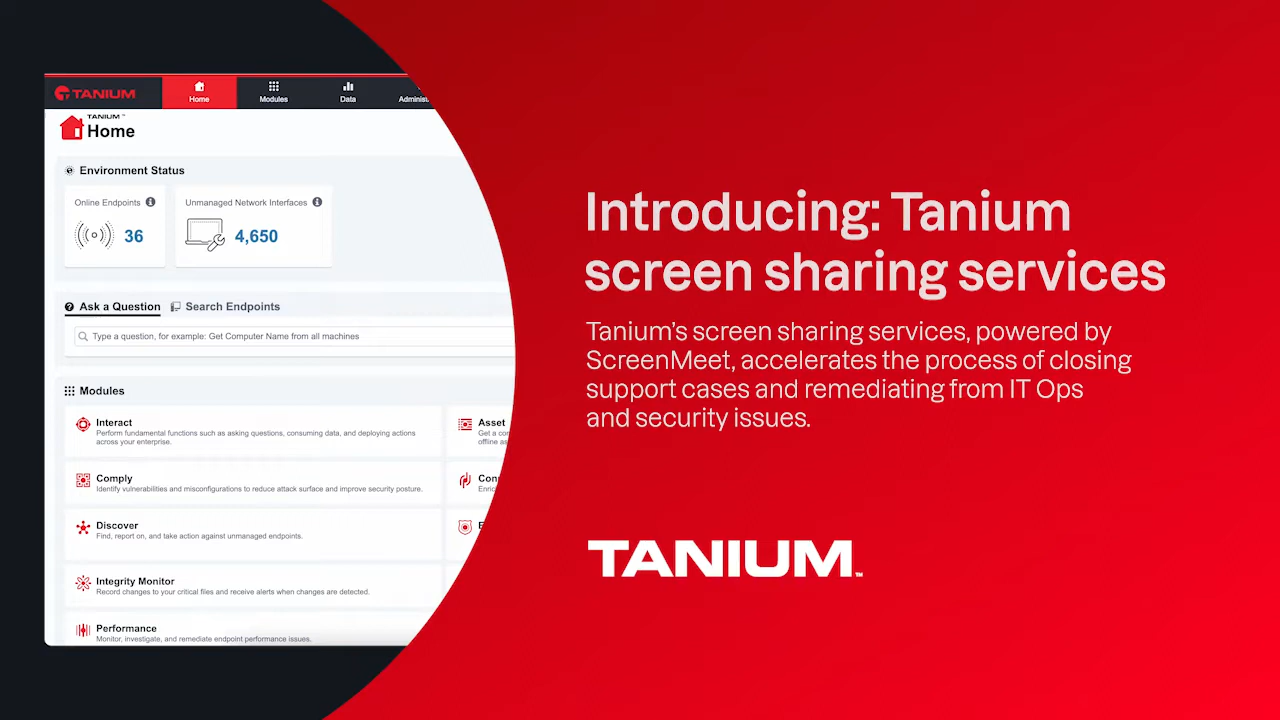 TANIUM
Home
Modules
Data
TANIUM™
Home
Environment Status
Online Endpoints
36
Unmanaged Network Interfaces
4,650
Ask a Question
Search Endpoints
Type a question, for example: Get Computer Name from all machines
Modules
Interact
Perform fundamental functions such as asking questions, consuming data, and deploying actions
across your enterprise.
Asset
Get a
offline
Comply
Identify vulnerabilities and misconfigurations to reduce attack surface and improve security posture.
Discover
Find, report on, and take action against unmanaged endpoints.
Integrity Monitor
Record changes to your critical files and receive alerts when changes are detected.
Performance
Monitor, investigate, and remediate endpoint performance issues.
Introducing: Tanium
screen sharing services
Tanium’s screen sharing services, powered by
ScreenMeet, accelerates the process of closing
support cases and remediating from IT Ops
and security issues.
TANIUM™